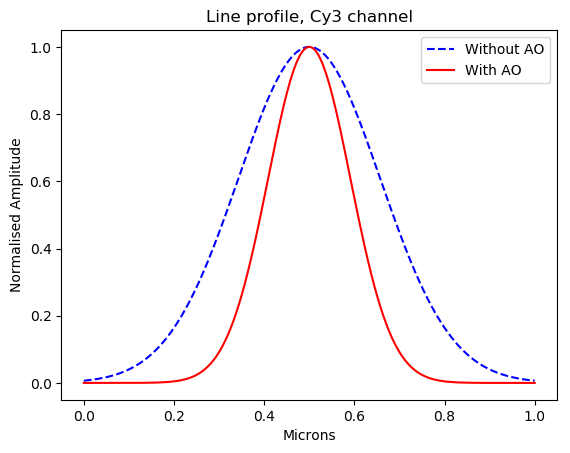 Line profile, Cy3 channel
Without AO
With AO
Normalised Amplitude
1.0
0.8
0.6
0.4
0.2
0.0
0.0 0.2 0.4 0.6 0.8 1.0
Microns